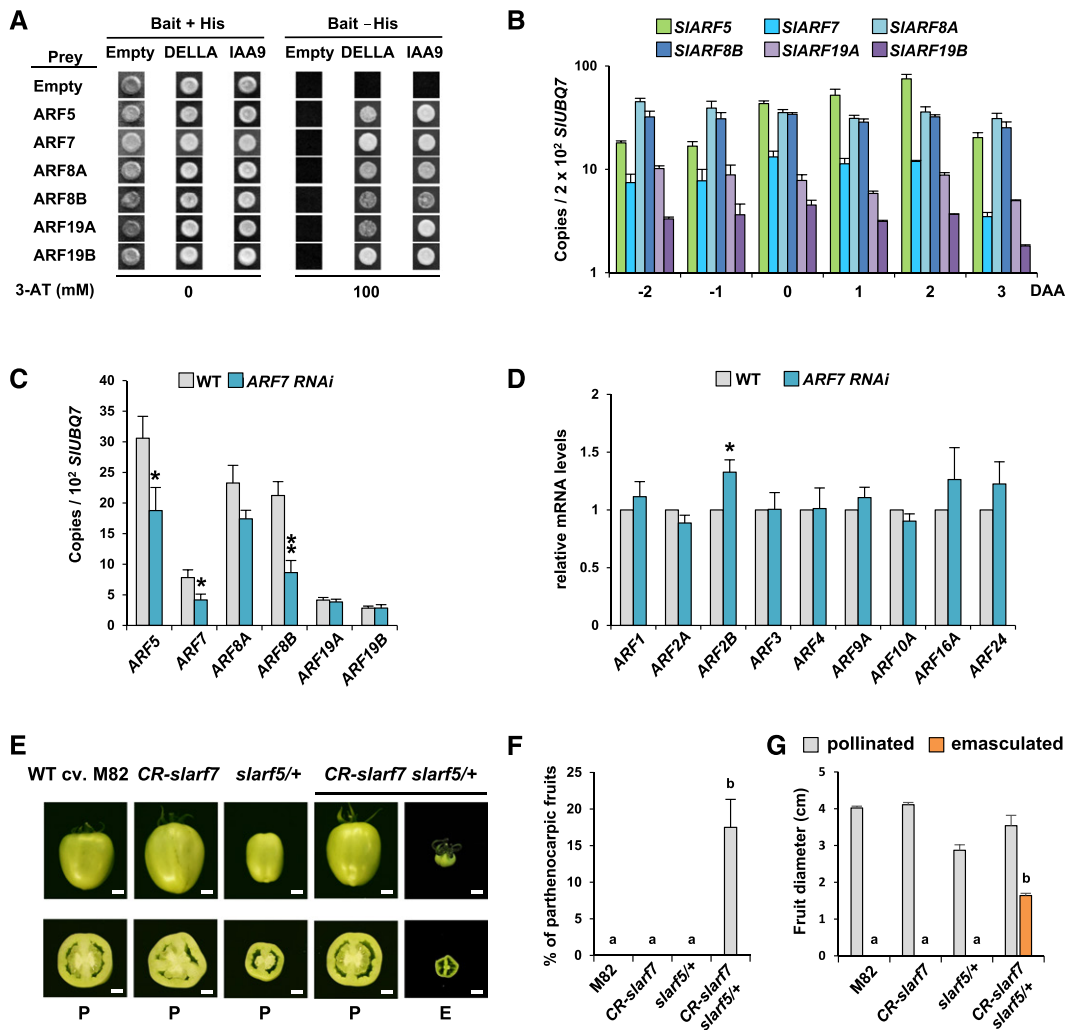 A
Bait + His
Bait – His
Prey
Empty DELLA IAA9
Empty DELLA IAA9
Empty
ARF5
ARF7
ARF8A
ARF8B
ARF19A
ARF19B
3-AT (mM)
0
100
B
SlARF5
SlARF7
SlARF8A
SlARF8B
SlARF19A
SlARF19B
Copies / 2 x 10² SlUBQ7
100
10
1
-2
-1
0
1
2
3
DAA
C
WT
ARF7 RNAi
Copies / 10² SlUBQ7
40
35
30
25
20
15
10
5
0
*
*
**
ARF5
ARF7
ARF8A
ARF8B
ARF19A
ARF19B
D
WT
ARF7 RNAi
relative mRNA levels
2
1.5
1
0.5
0
*
ARF1
ARF2A
ARF2B
ARF3
ARF4
ARF9A
ARF10A
ARF16A
ARF24
E
WT cv. M82
CR-slarf7
slarf5/+
CR-slarf7 slarf5/+
P
P
P
P
E
F
% of parthenocarpic fruits
25
20
15
10
5
0
a
a
a
b
M82
CR-slarf7
slarf5/+
CR-slarf7
slarf5/+
G
pollinated
emasculated
Fruit diameter (cm)
5
4
3
2
1
0
a
a
a
b
M82
CR-slarf7
slarf5/+
CR-slarf7
slarf5/+